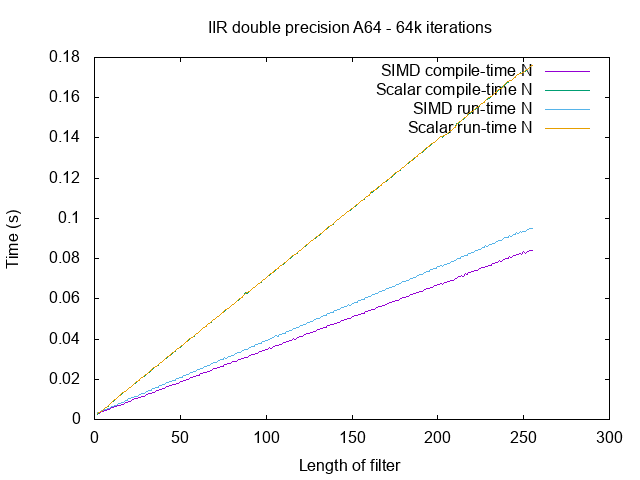 IIR double precision A64 - 64k iterations
0.18
0.16
0.14
0.12
0.1
0.08
0.06
0.04
0.02
0
Time (s)
SIMD compile-time N
Scalar compile-time N
SIMD run-time N
Scalar run-time N
0 50 100 150 200 250 300
Length of filter